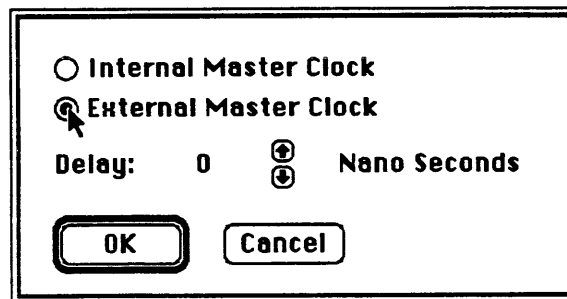 Internal Master Clock
External Master Clock
Delay: 0 Nano Seconds
OK Cancel